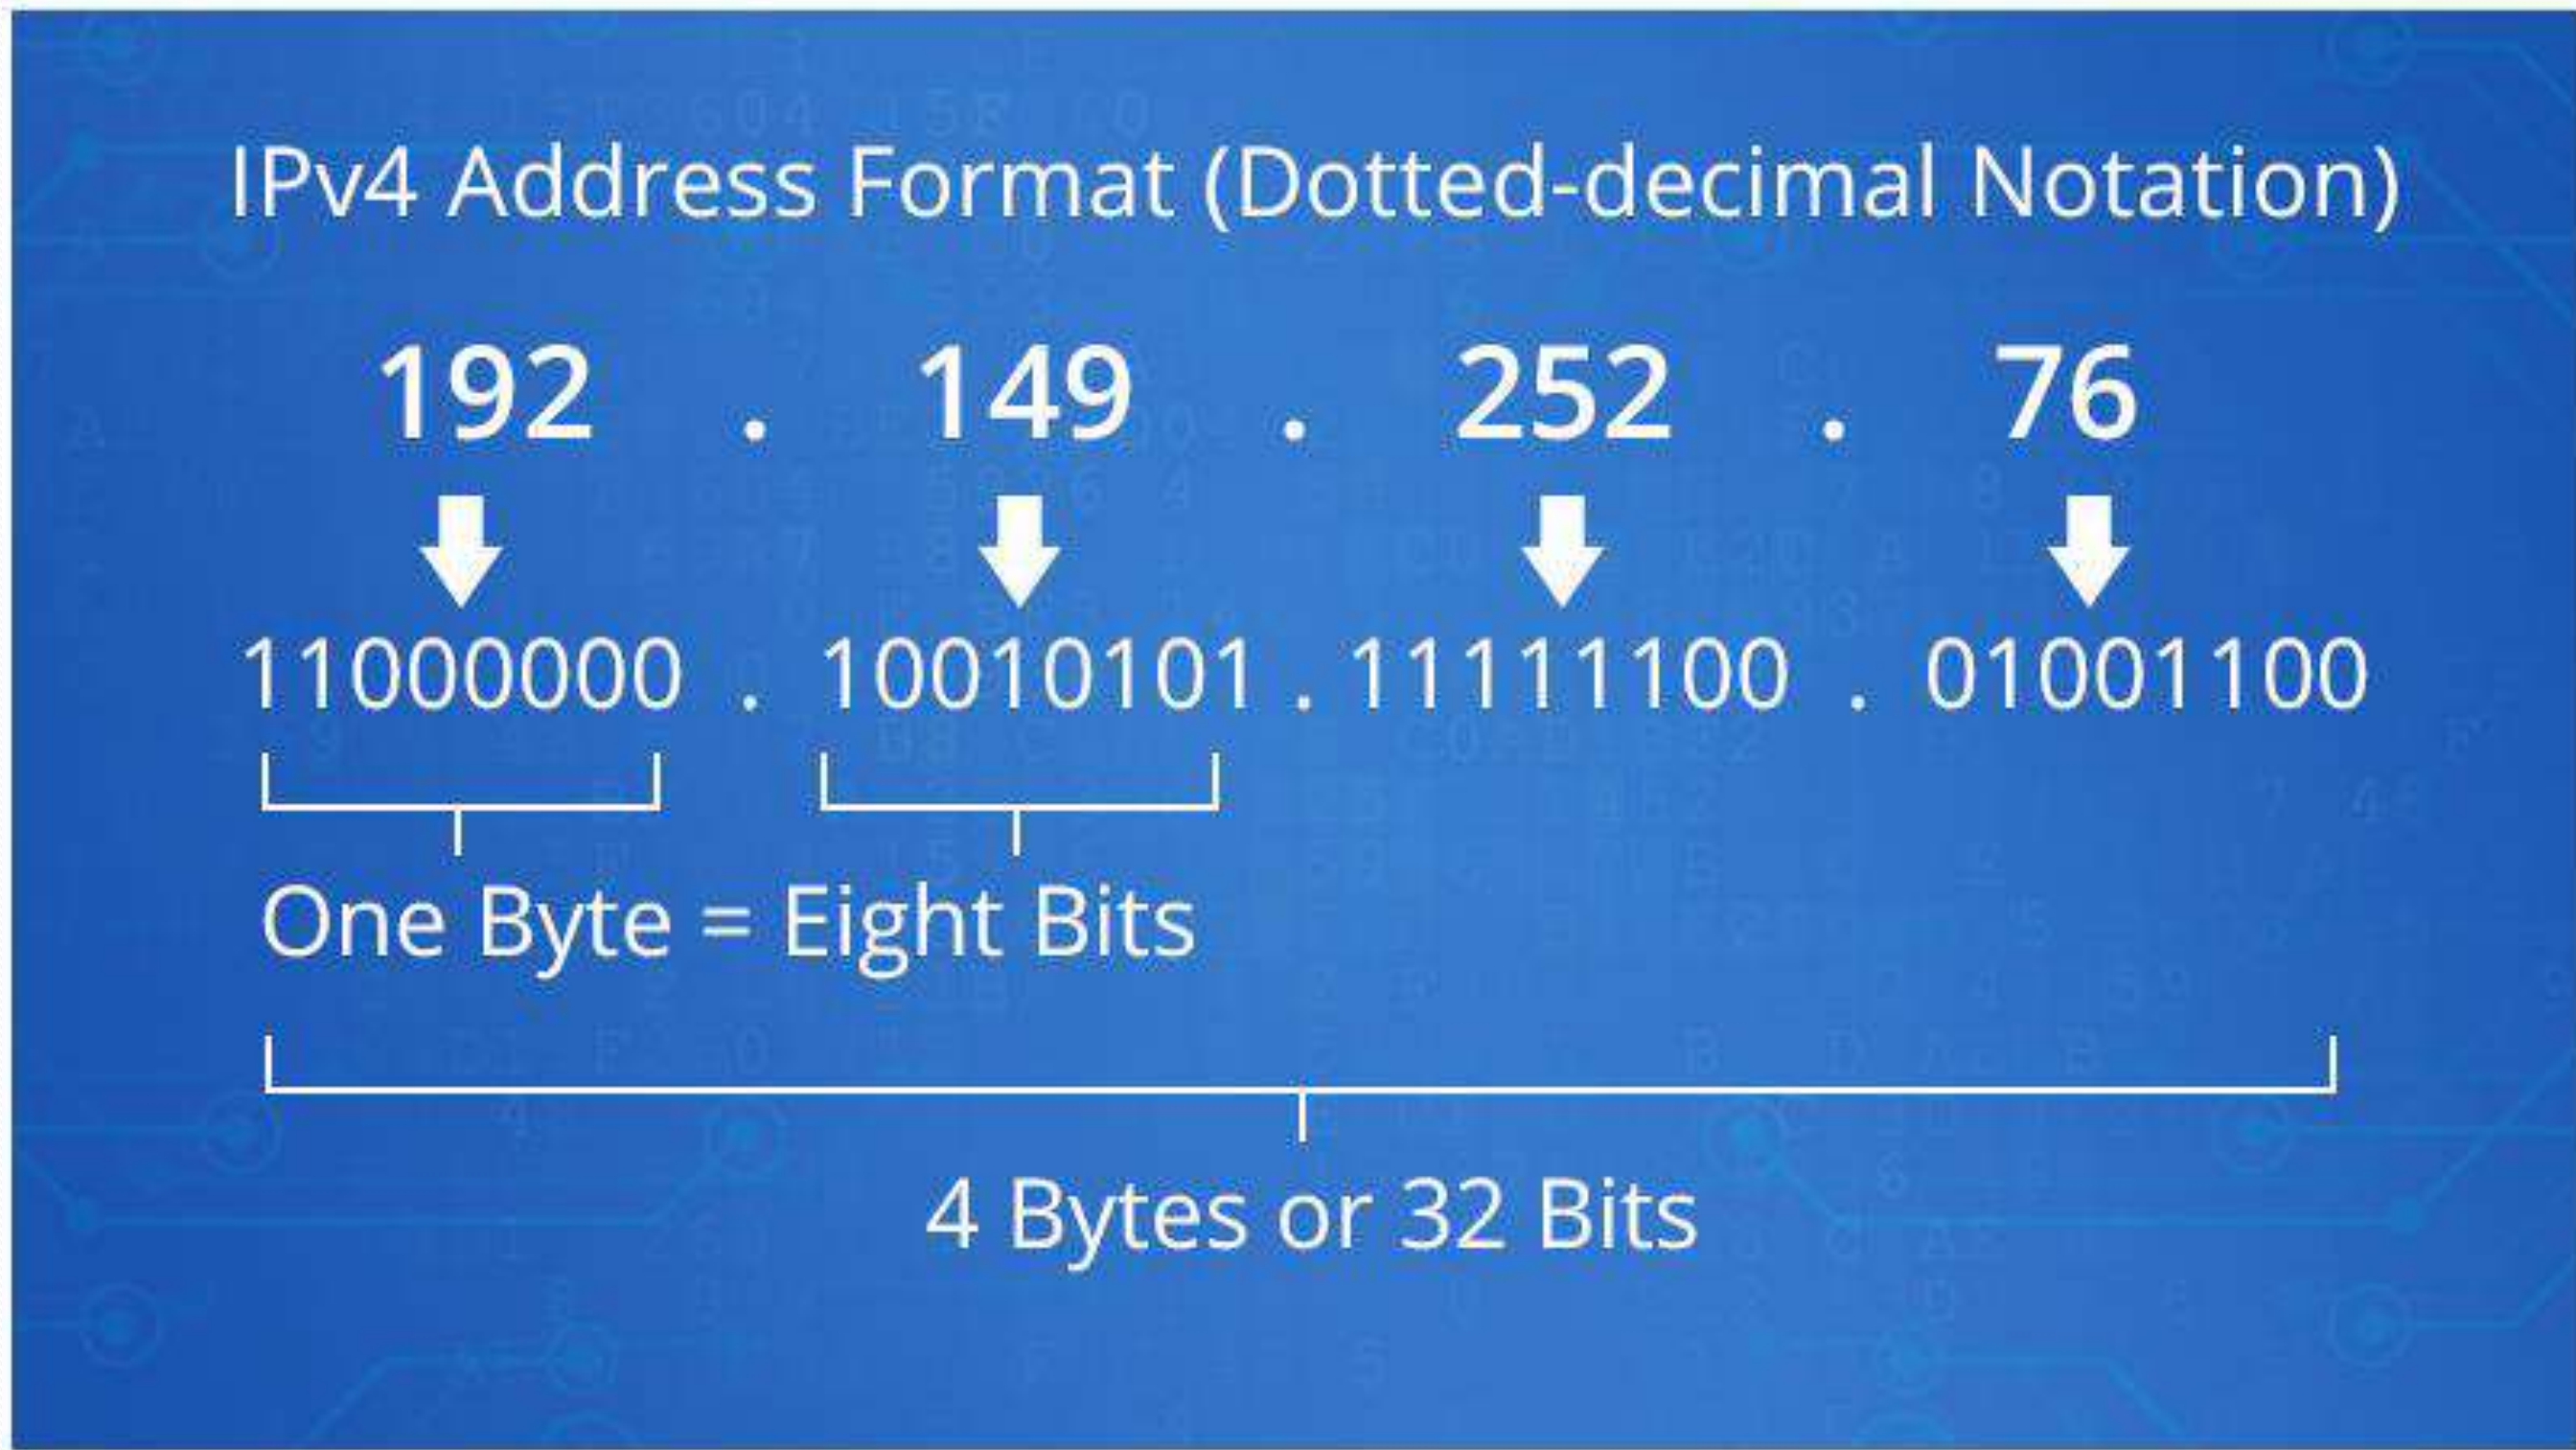 IPv4 Address Format (Dotted-decimal Notation)
192 . 149 . 252 . 76
11000000 . 10010101 . 11111100 . 01001100
One Byte = Eight Bits
4 Bytes or 32 Bits